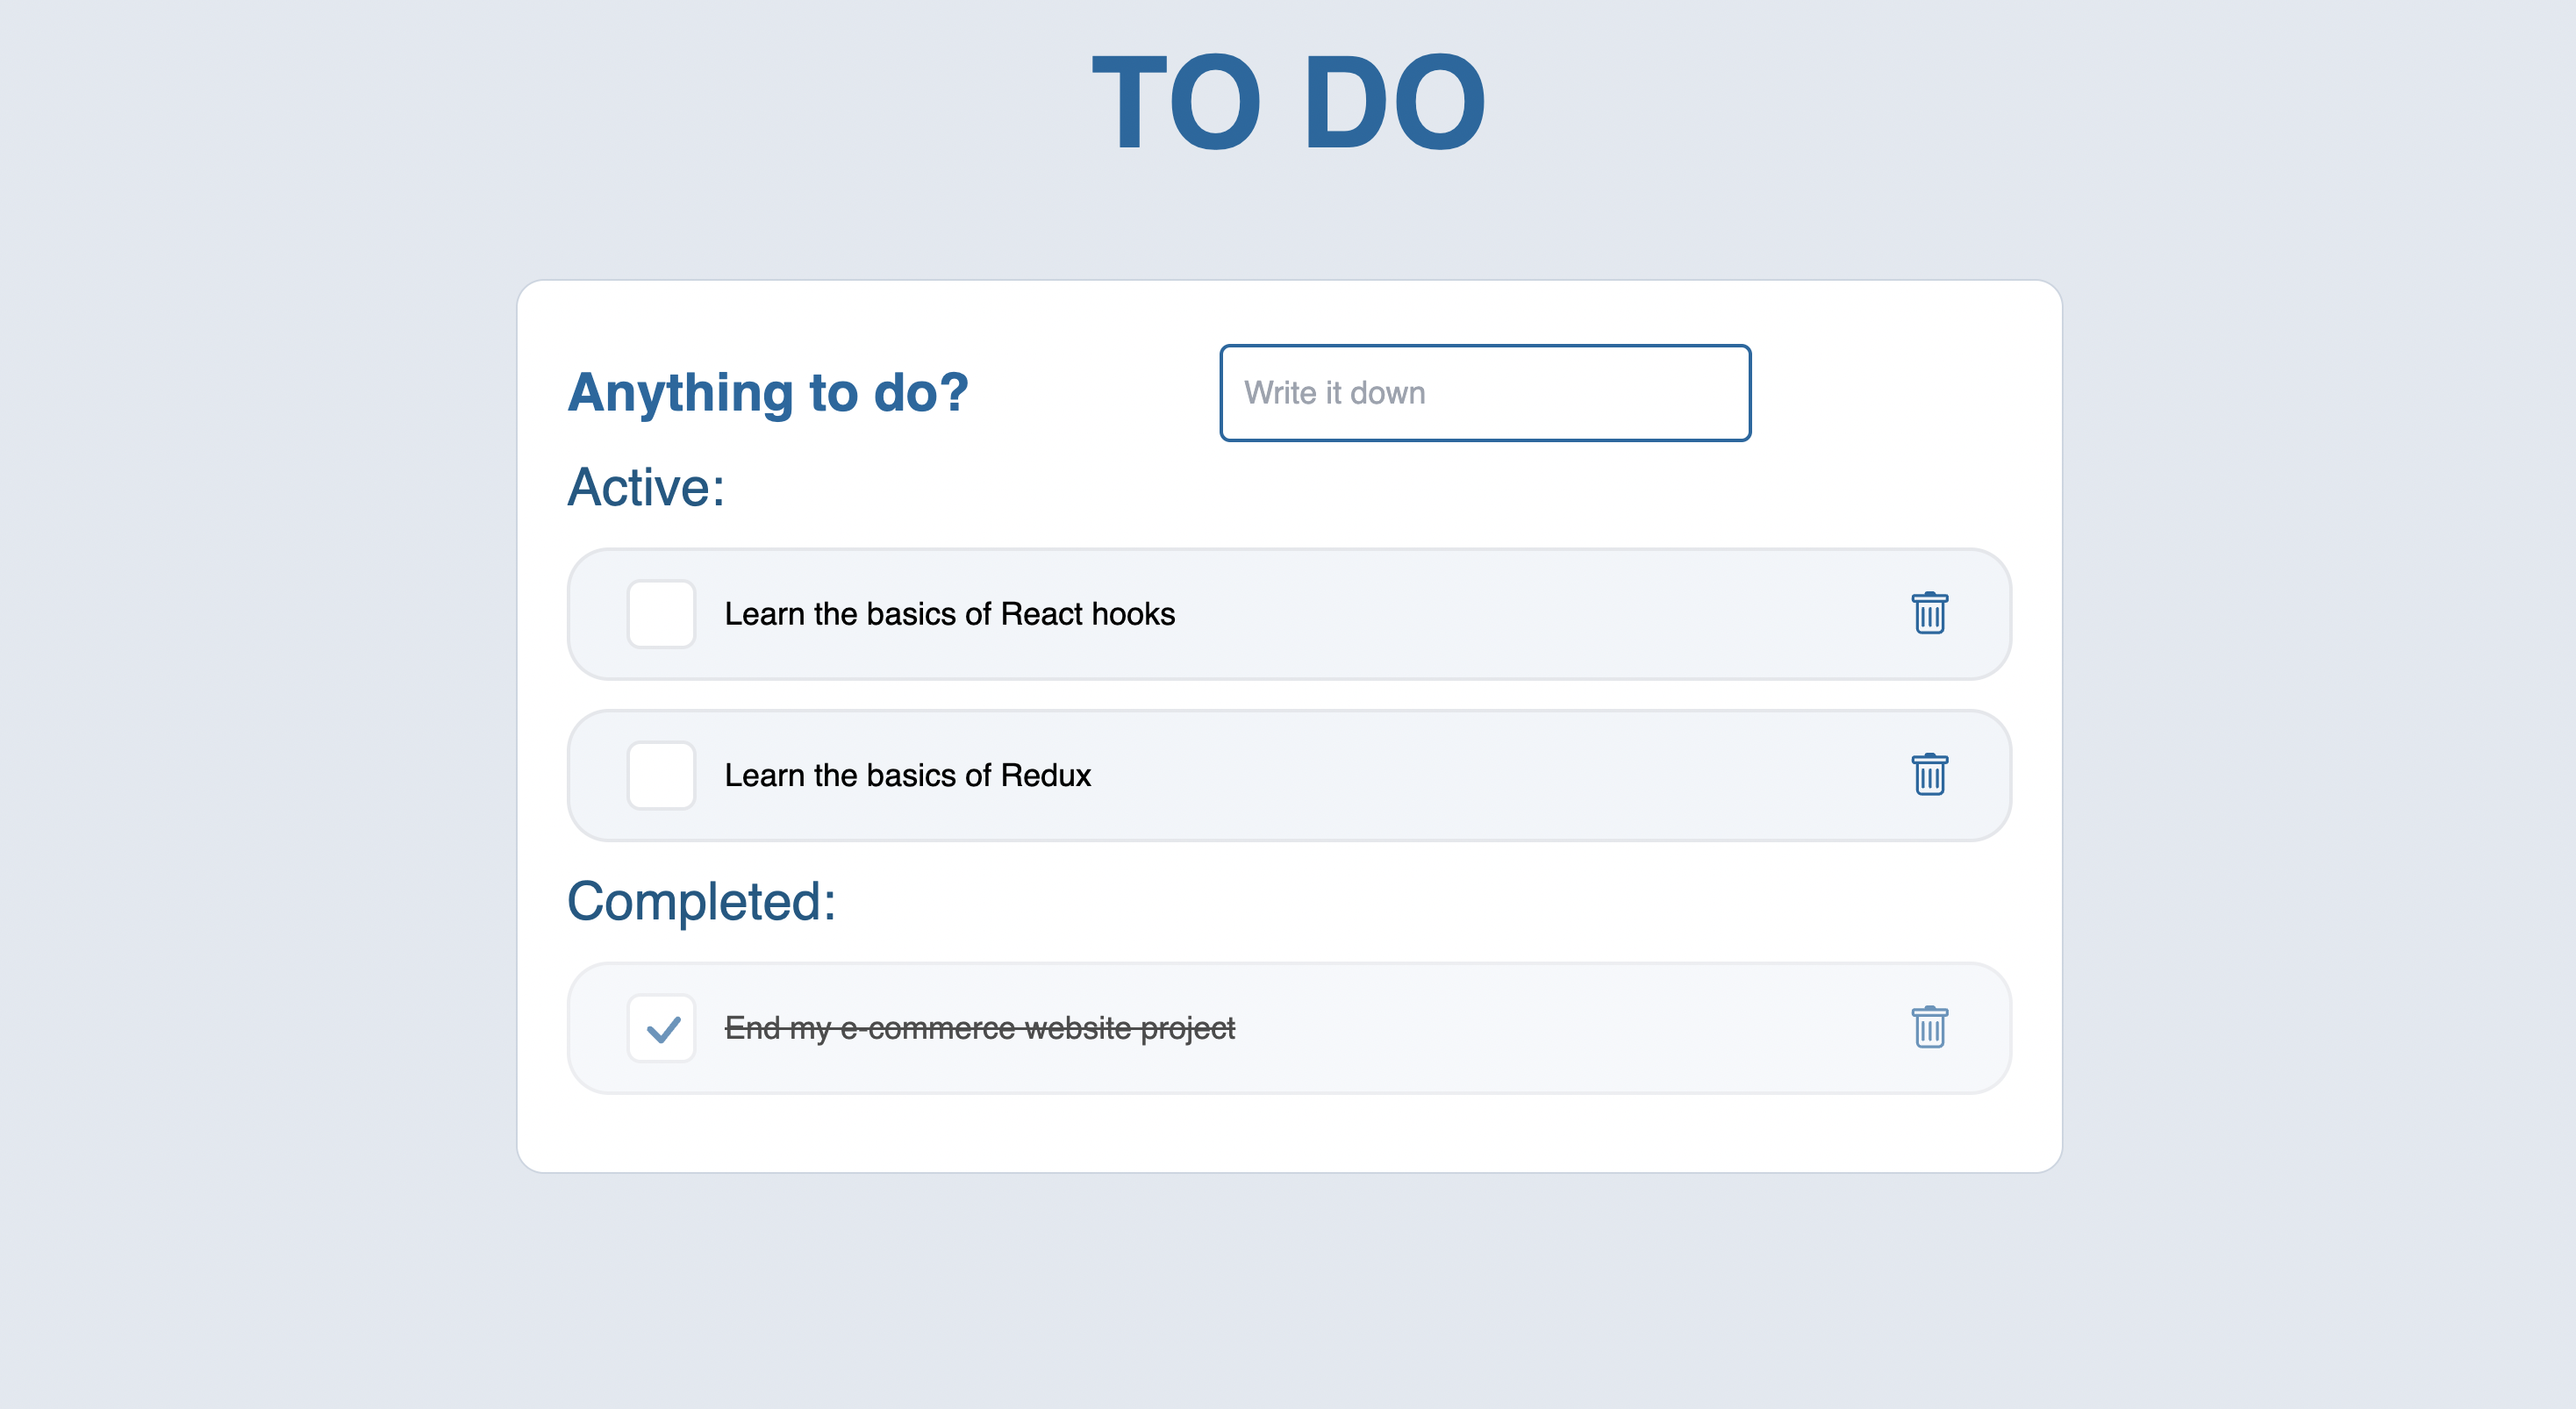 TO DO
Anything to do?
Write it down
Active:
Learn the basics of React hooks
Learn the basics of Redux
Completed:
End my e-commerce website project